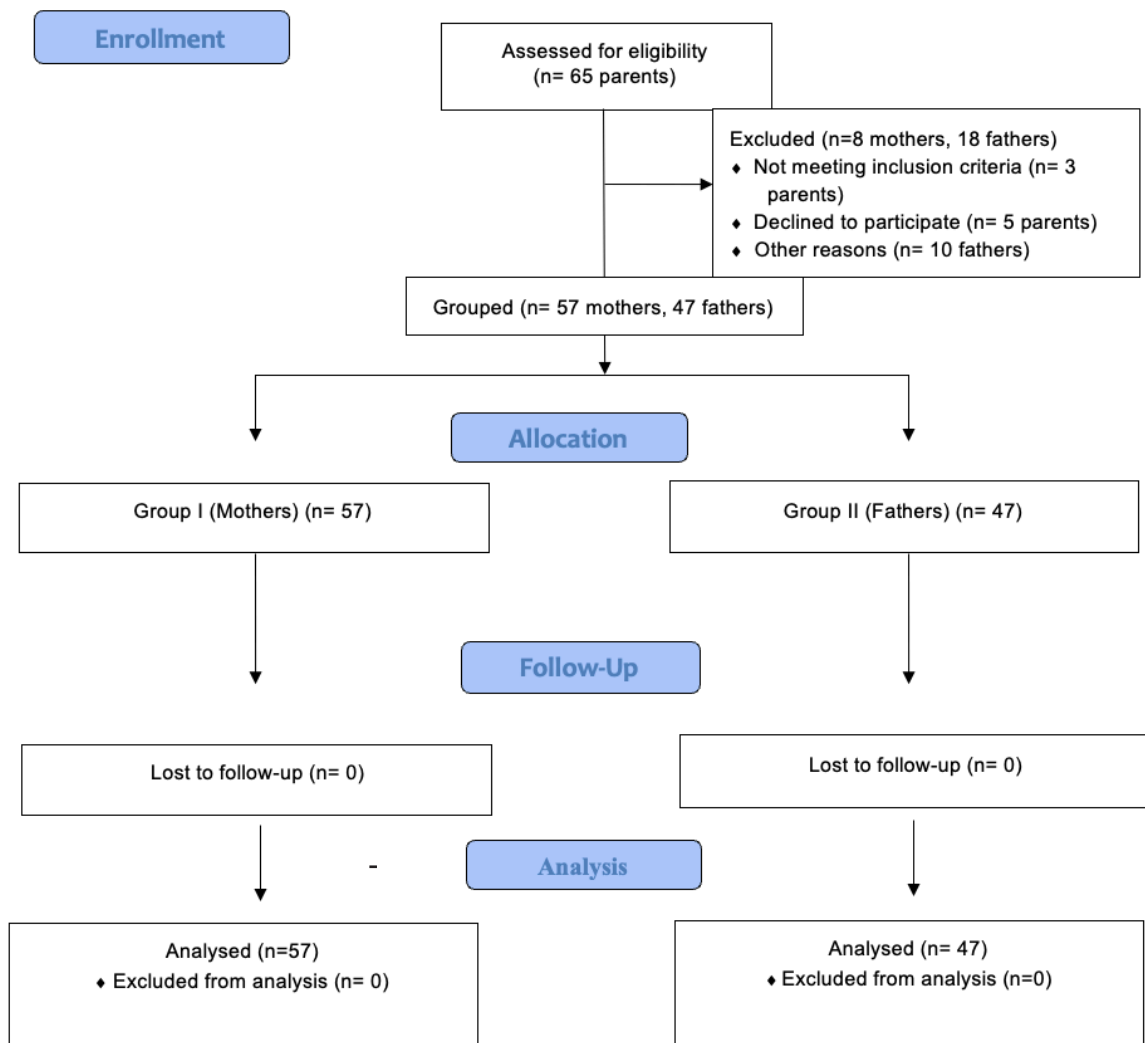 Enrollment
Assessed for eligibility
(n= 65 parents)
Excluded (n=8 mothers, 18 fathers)
♦ Not meeting inclusion criteria (n= 3
parents)
♦ Declined to participate (n= 5 parents)
♦ Other reasons (n= 10 fathers)
Grouped (n= 57 mothers, 47 fathers)
Allocation
Group I (Mothers) (n= 57)
Group II (Fathers) (n= 47)
Follow-Up
Lost to follow-up (n= 0)
Lost to follow-up (n= 0)
-
Analysis
Analysed (n=57)
♦ Excluded from analysis (n= 0)
Analysed (n= 47)
♦ Excluded from analysis (n=0)